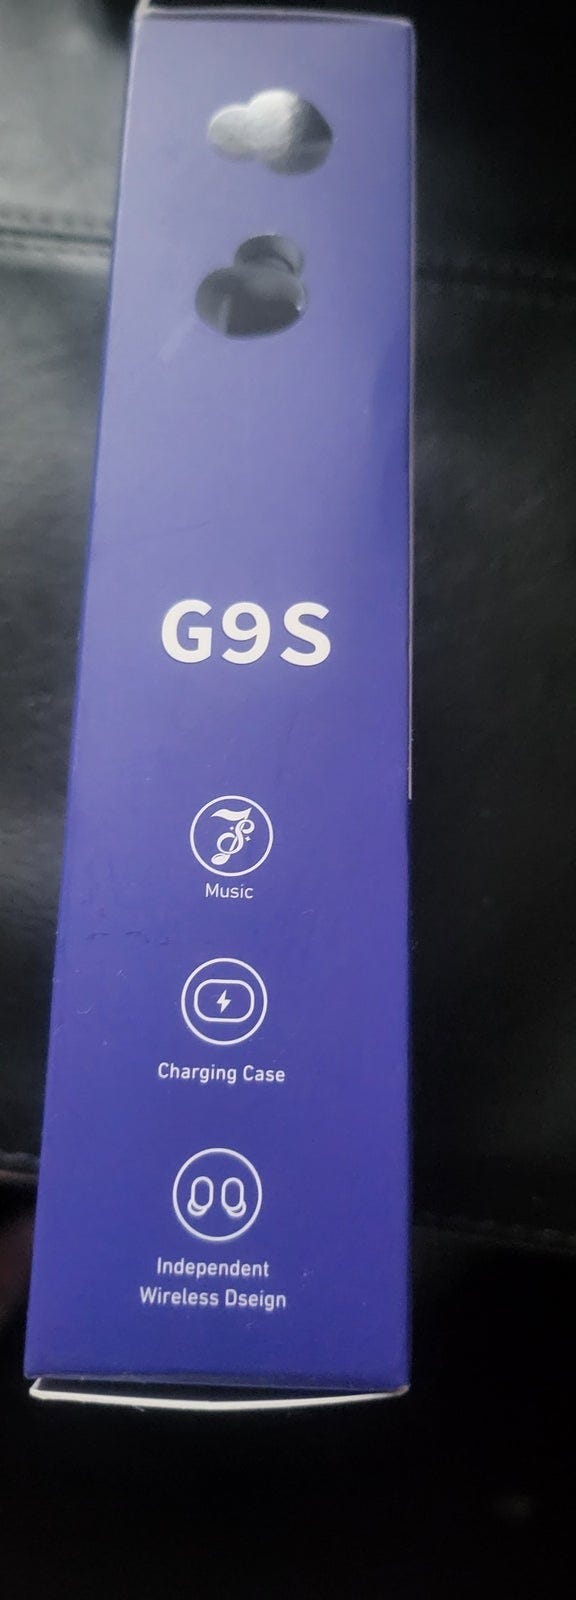 G9S
Music
Charging Case
Independent
Wireless Dseign